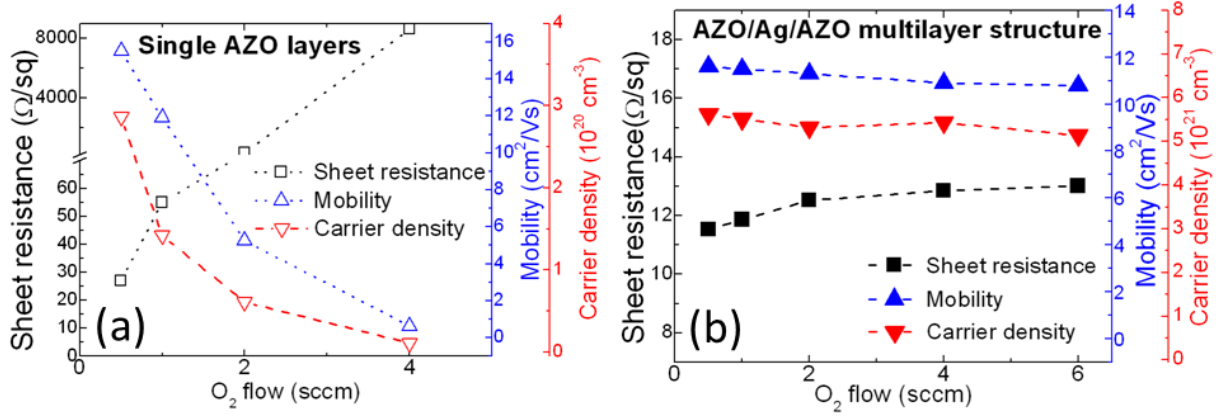 Single AZO layers
Sheet resistance (Ω/sq)
8000
4000
60
50
40
30
20
10
0
Sheet resistance
Mobility
Carrier density
(a)
0
2
4
O2 flow (sccm)
16
14
12
10
8
6
4
2
0
Mobility (cm²/Vs)
3
2
1
0
Carrier density (10²⁰ cm⁻³)
AZO/Ag/AZO multilayer structure
Sheet resistance(Ω/sq)
18
16
14
12
10
8
Sheet resistance
Mobility
Carrier density
(b)
0
2
4
6
O₂ flow (sccm)
12
10
8
6
4
2
0
Mobility (cm²/Vs)
8
7
6
5
4
3
2
1
0
Carrier density (10²¹ cm⁻³)